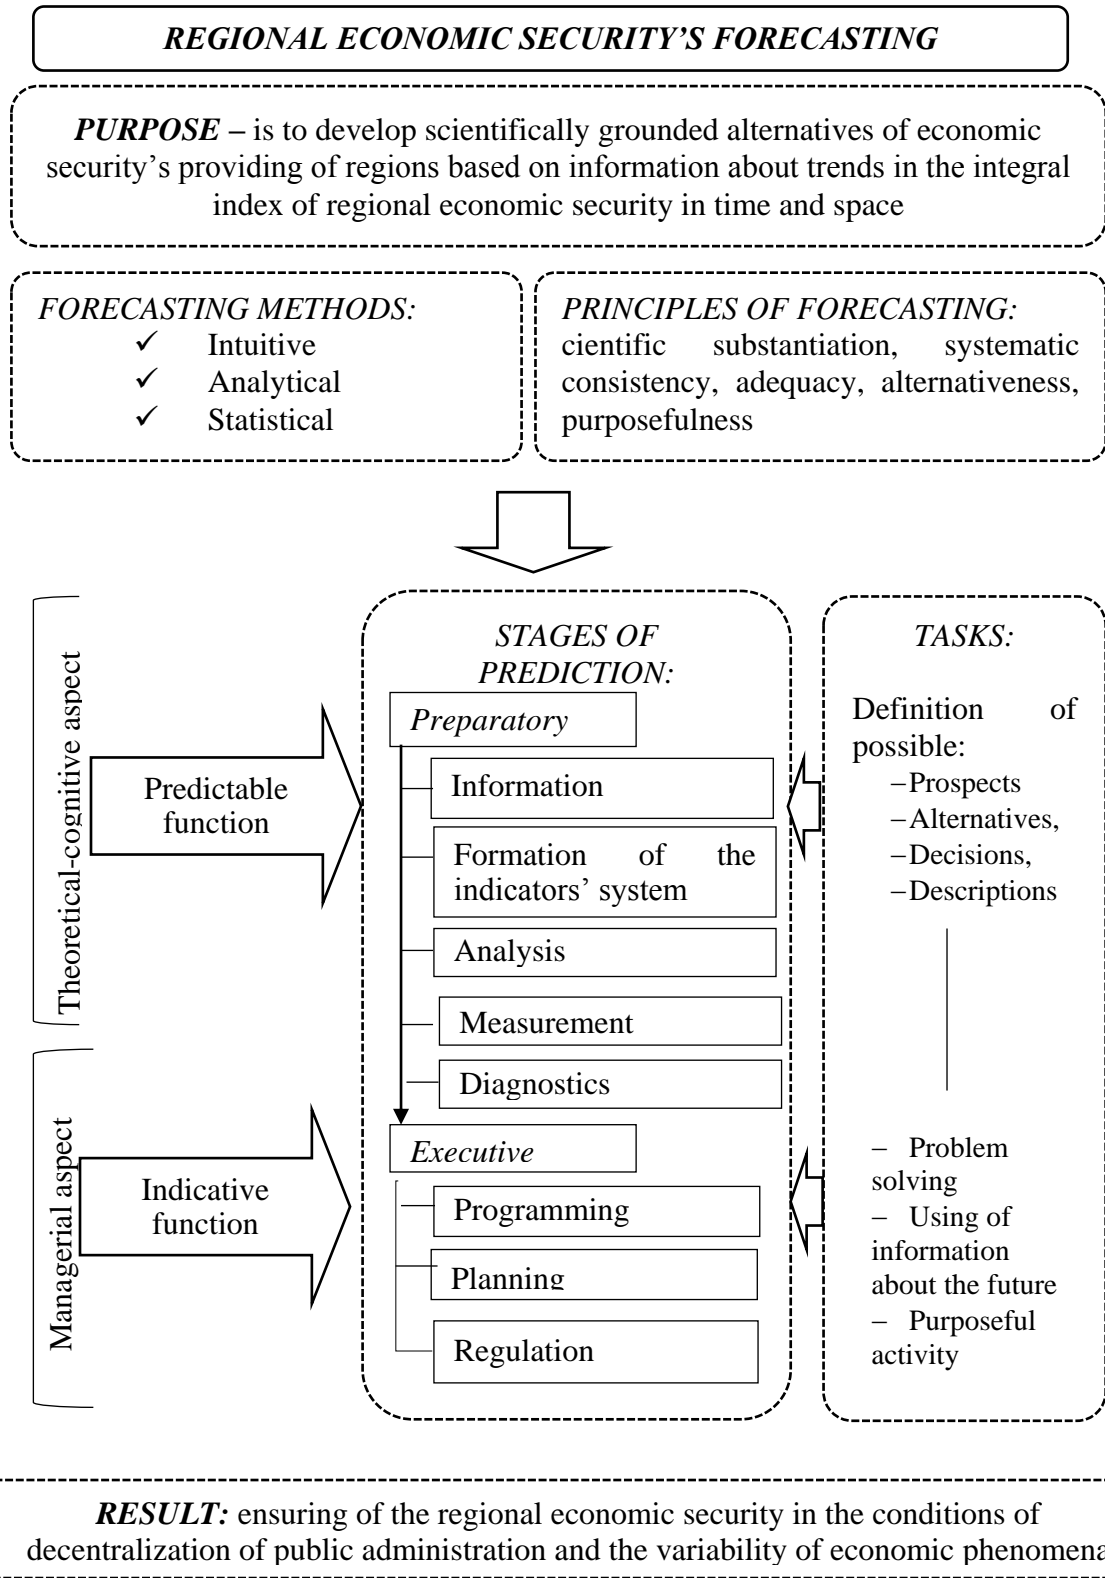 REGIONAL ECONOMIC SECURITY’S FORECASTING
PURPOSE – is to develop scientifically grounded alternatives of economic
security’s providing of regions based on information about trends in the integral
index of regional economic security in time and space
FORECASTING METHODS:
✓ Intuitive
✓ Analytical
✓ Statistical
PRINCIPLES OF FORECASTING:
cientific substantiation, systematic
consistency, adequacy, alternativeness,
purposefulness
Theoretical-cognitive aspect
Predictable
function
Managerial aspect
Indicative
function
STAGES OF
PREDICTION:
Preparatory
Information
Formation of the
indicators’ system
Analysis
Measurement
Diagnostics
Executive
Programming
Planning
Regulation
TASKS:
Definition of
possible:
–Prospects
–Alternatives,
–Decisions,
–Descriptions
– Problem
solving
– Using of
information
about the future
– Purposeful
activity
RESULT: ensuring of the regional economic security in the conditions of
decentralization of public administration and the variability of economic phenomena